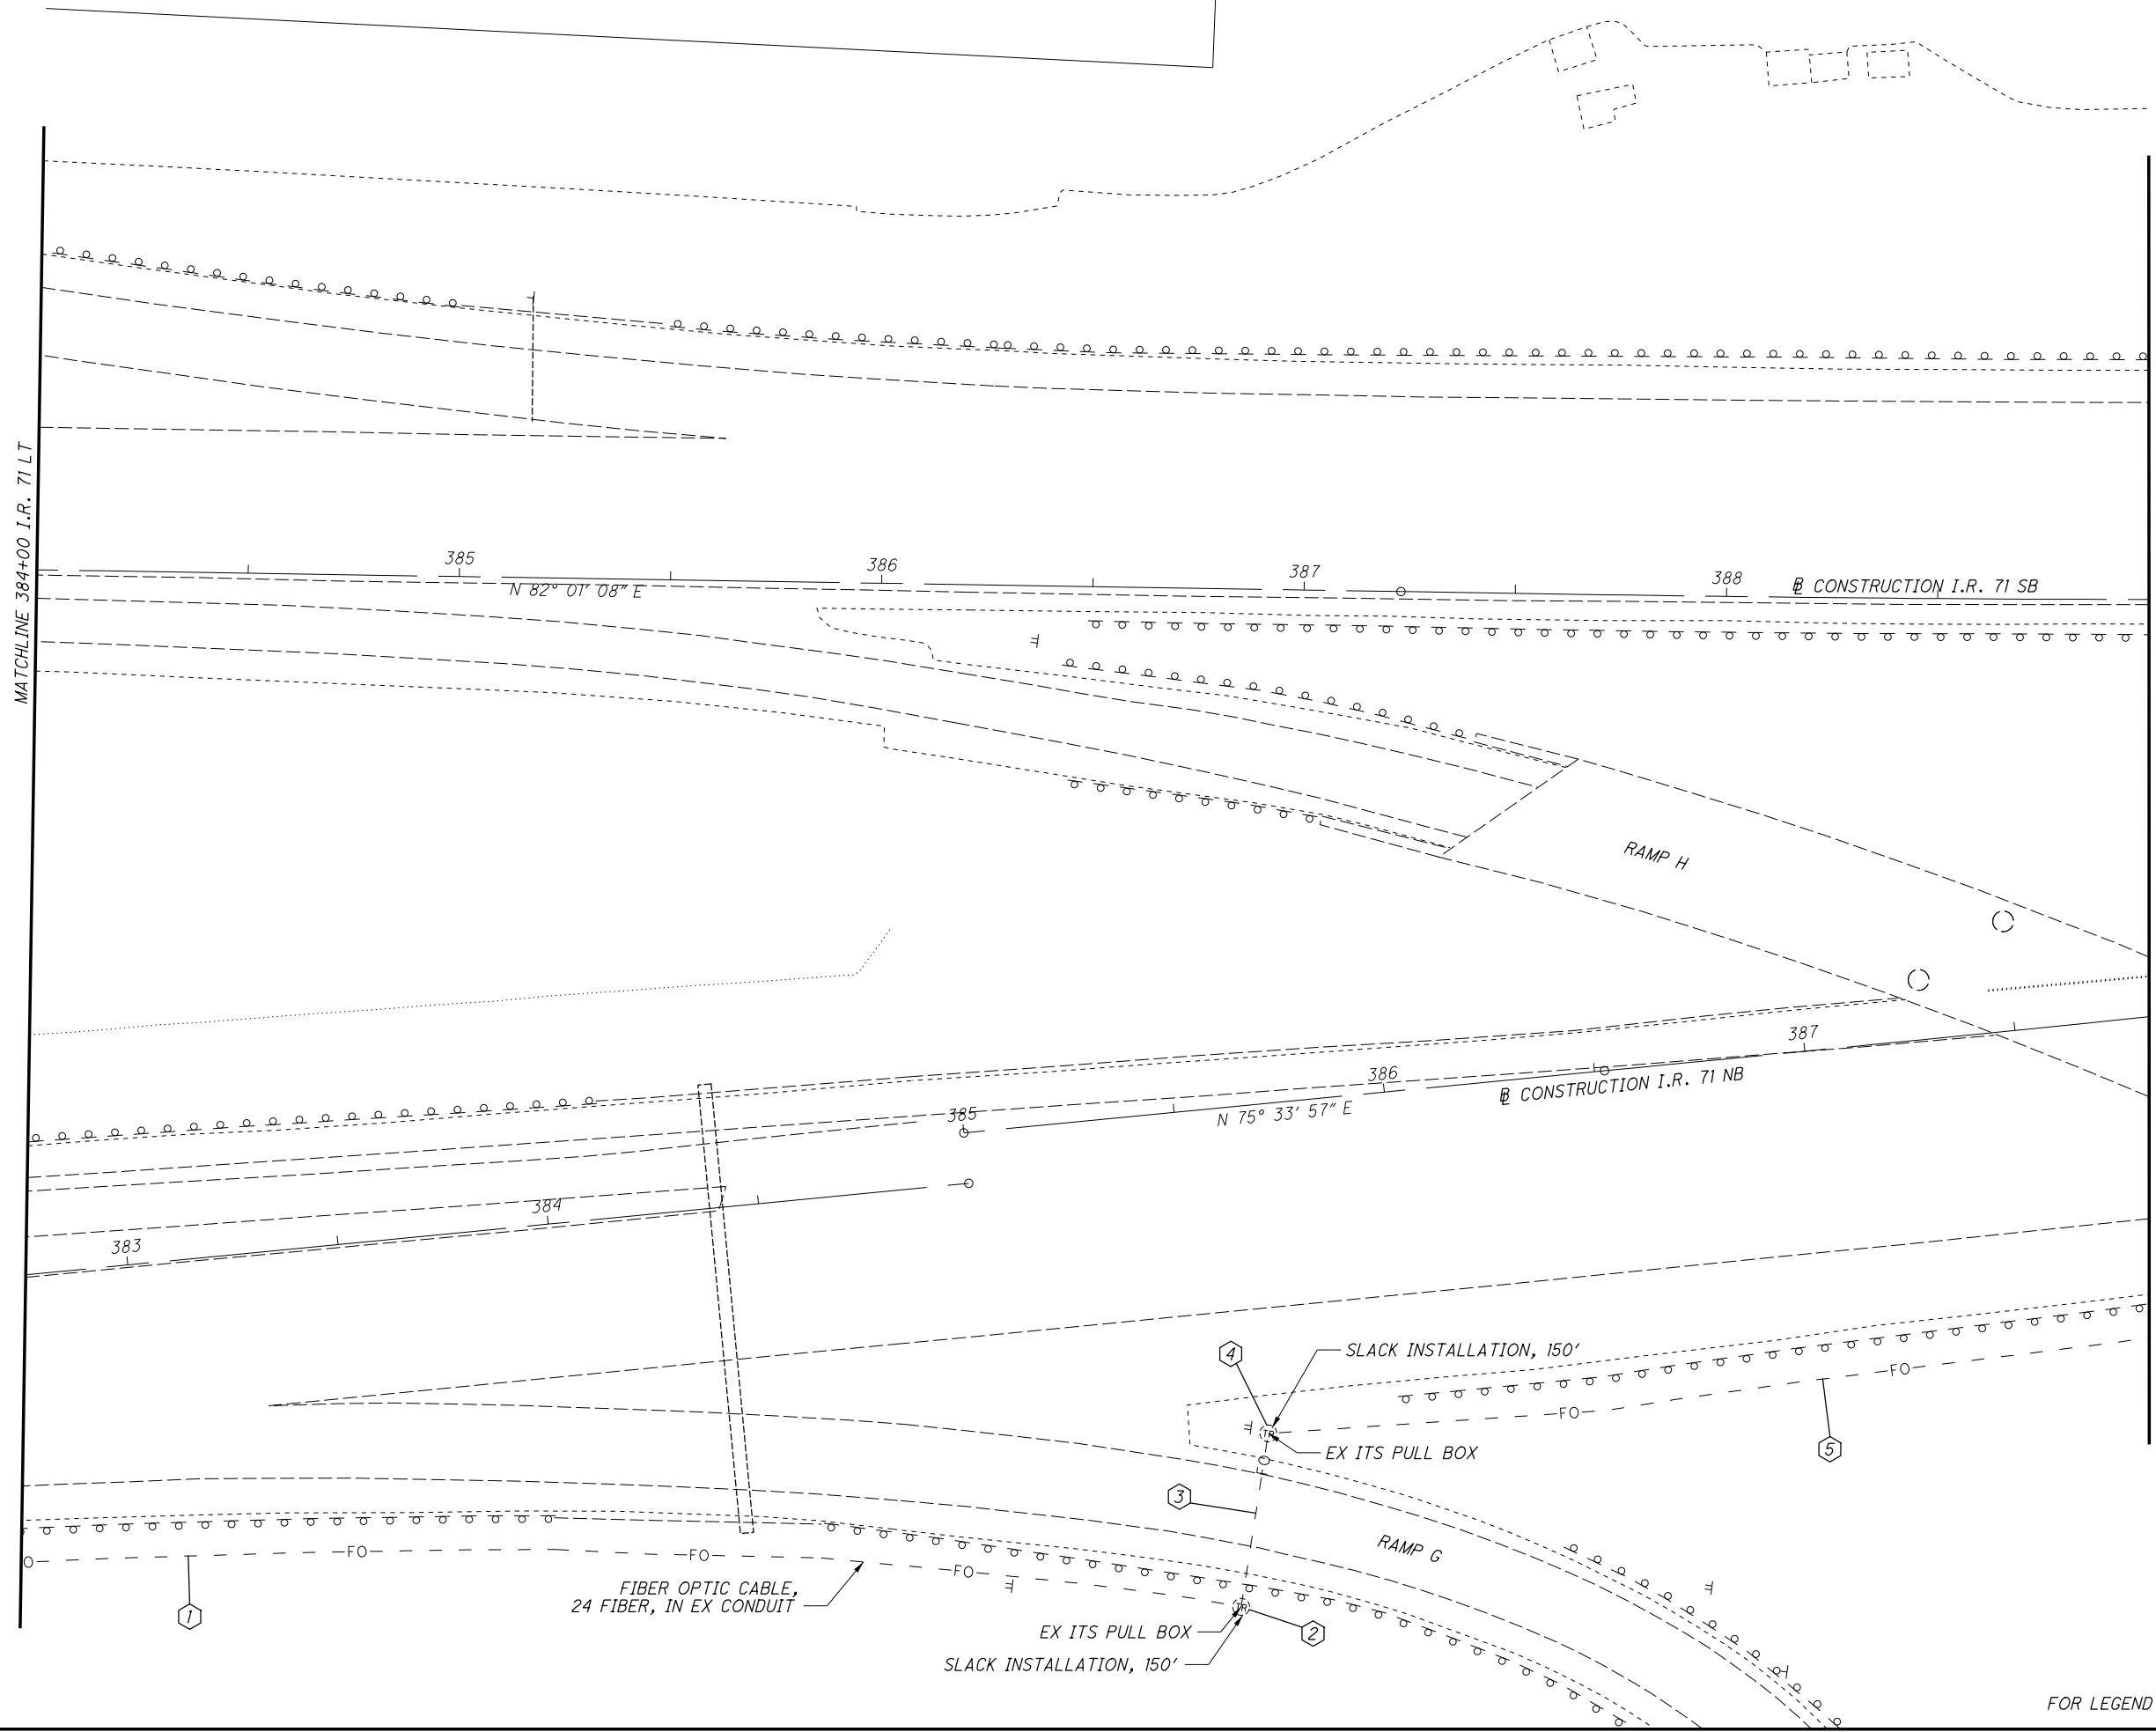 MATCHLINE 384+00 I.R. 71 LT
385
386
387
388
N 82° 01' 08" E
℄ CONSTRUCTION I.R. 71 SB
RAMP H
387
386
385
℄ CONSTRUCTION I.R. 71 NB
N 75° 33' 57" E
384
383
4
SLACK INSTALLATION, 150'
FO
FO
TR
EX ITS PULL BOX
5
3
RAMP G
O
FO
FO
FO
FIBER OPTIC CABLE,
24 FIBER, IN EX CONDUIT
1
TR
EX ITS PULL BOX
2
SLACK INSTALLATION, 150'
FOR LEGEND